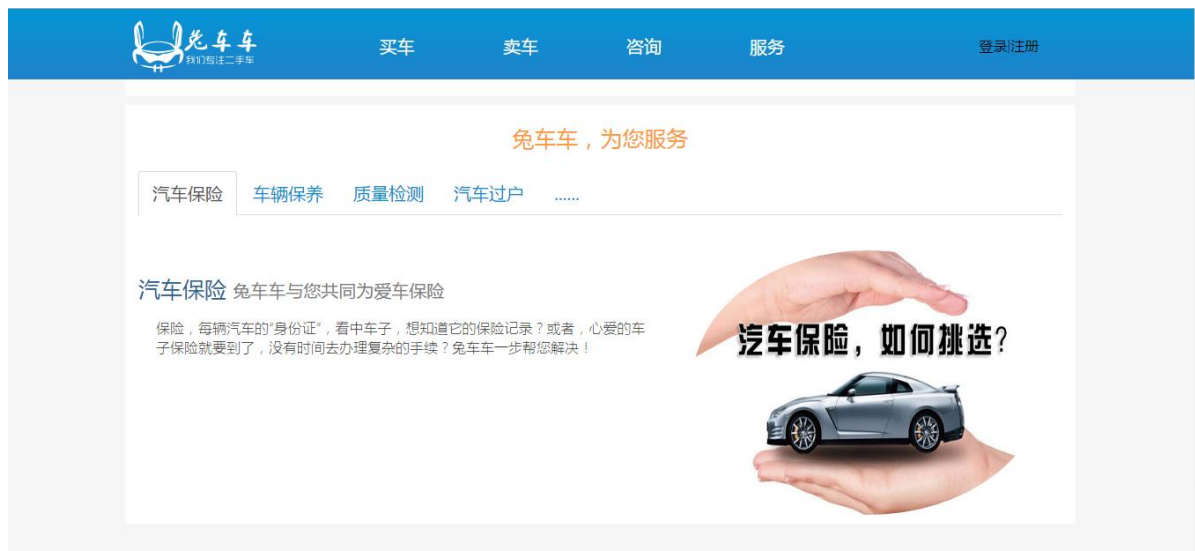 兔车车
我们专注二手车
买车 卖车 咨询 服务 登录|注册
兔车车，为您服务
汽车保险 车辆保养 质量检测 汽车过户 ......
汽车保险 兔车车与您共同为爱车保险
保险，每辆汽车的"身份证"，看中车子，想知道它的保险记录？或者，心爱的车
子保险就要到了，没有时间去办理复杂的手续？兔车车一步帮您解决！
汽车保险，如何挑选?